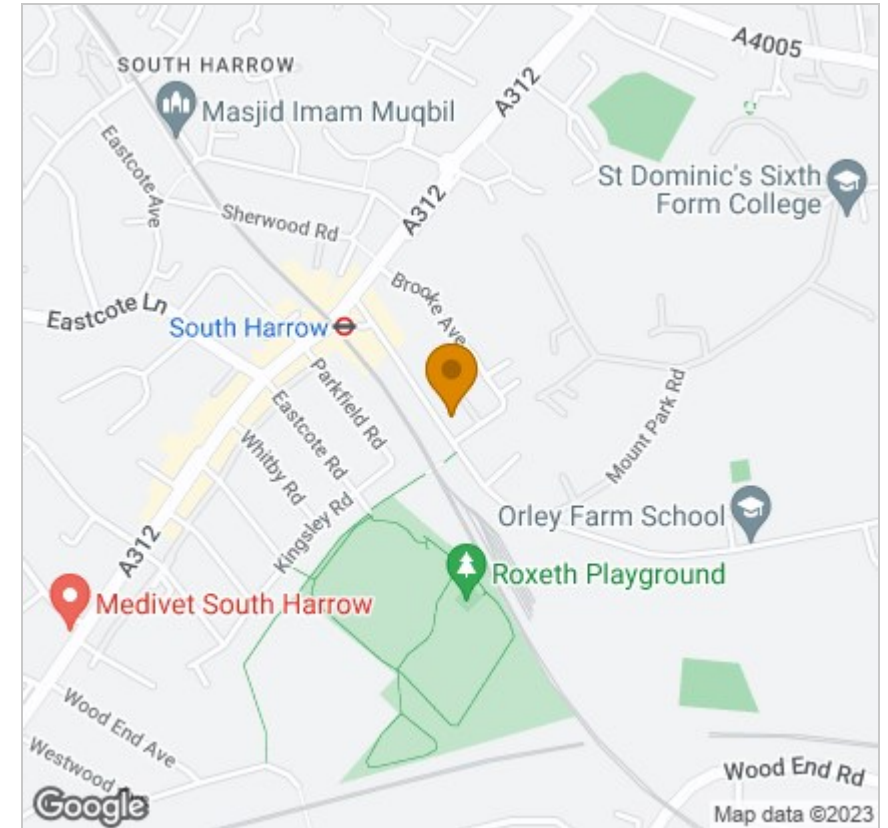 A4005
SOUTH HARROW
A312
Masjid Imam Muqbil
Eastcote Ave
St Dominic's Sixth
Form College
A312
Sherwood Rd
Brooke Ave
Eastcote Ln
South Harrow
Parkfield Rd
Mount Park Rd
Eastcote Rd
Whitby Rd
Orley Farm School
Kingsley Rd
A312
Roxeth Playground
Medivet South Harrow
Wood End Ave
Westwood
Wood End Rd
Google
Map data ©2023